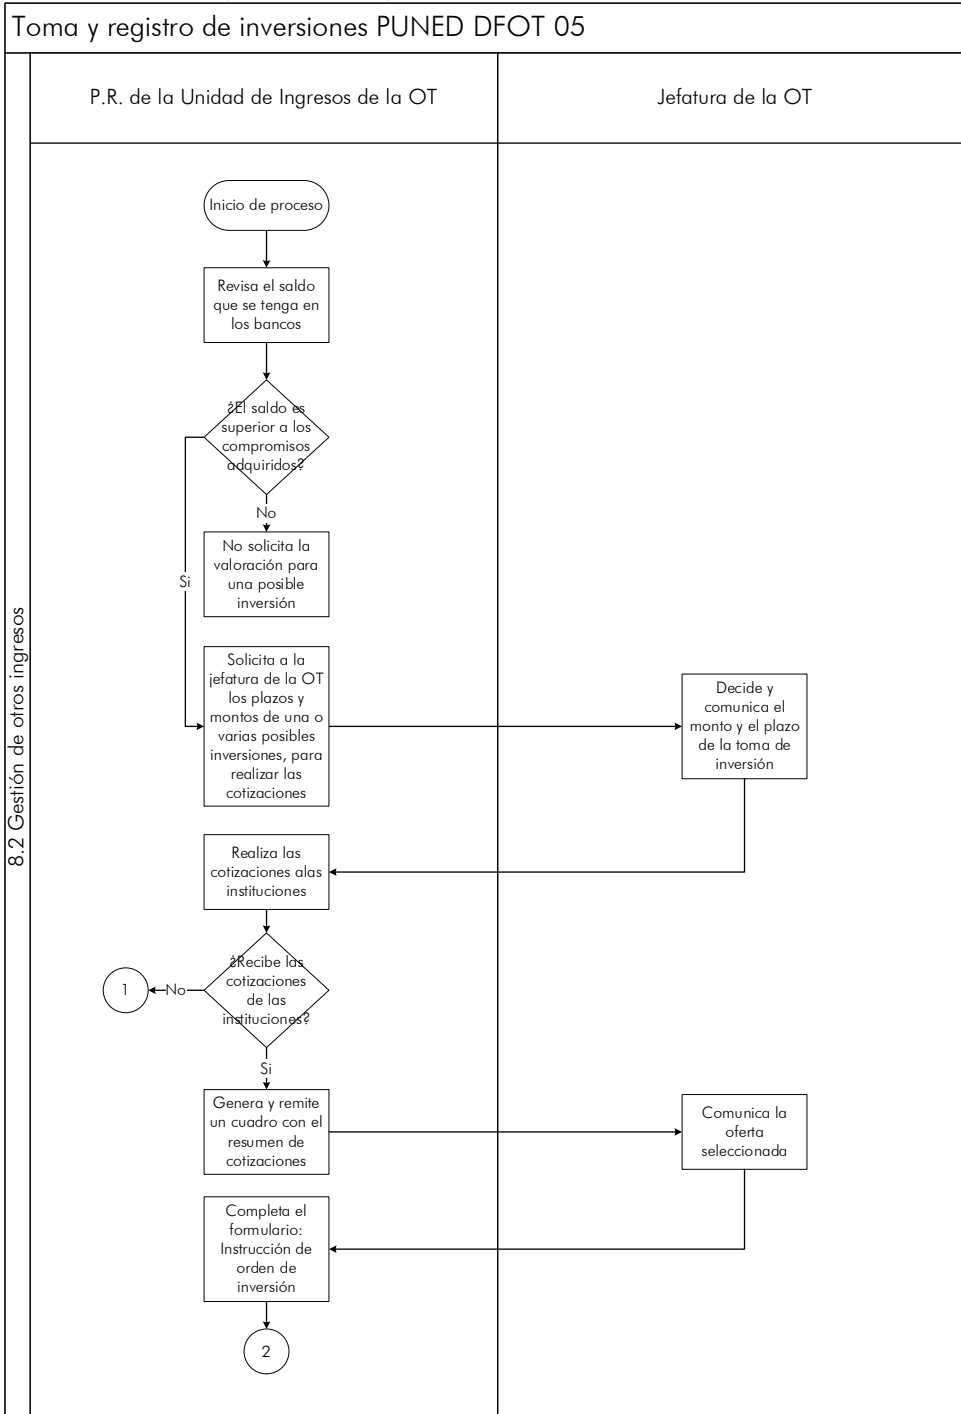 Toma y registro de inversiones PUNED DFOT 05
P.R. de la Unidad de Ingresos de la OT
Jefatura de la OT
8.2 Gestión de otros ingresos
Inicio de proceso
Revisa el saldo
que se tenga en
los bancos
¿El saldo es
superior a los
compromisos
adquiridos?
No
No solicita la
valoración para
una posible
inversión
Si
Solicita a la
jefatura de la OT
los plazos y
montos de una o
varias posibles
inversiones, para
realizar las
cotizaciones
Decide y
comunica el
monto y el plazo
de la toma de
inversión
Realiza las
cotizaciones alas
instituciones
¿Recibe las
cotizaciones
de las
instituciones?
No
1
Si
Genera y remite
un cuadro con el
resumen de
cotizaciones
Comunica la
oferta
seleccionada
Completa el
formulario:
Instrucción de
orden de
inversión
2